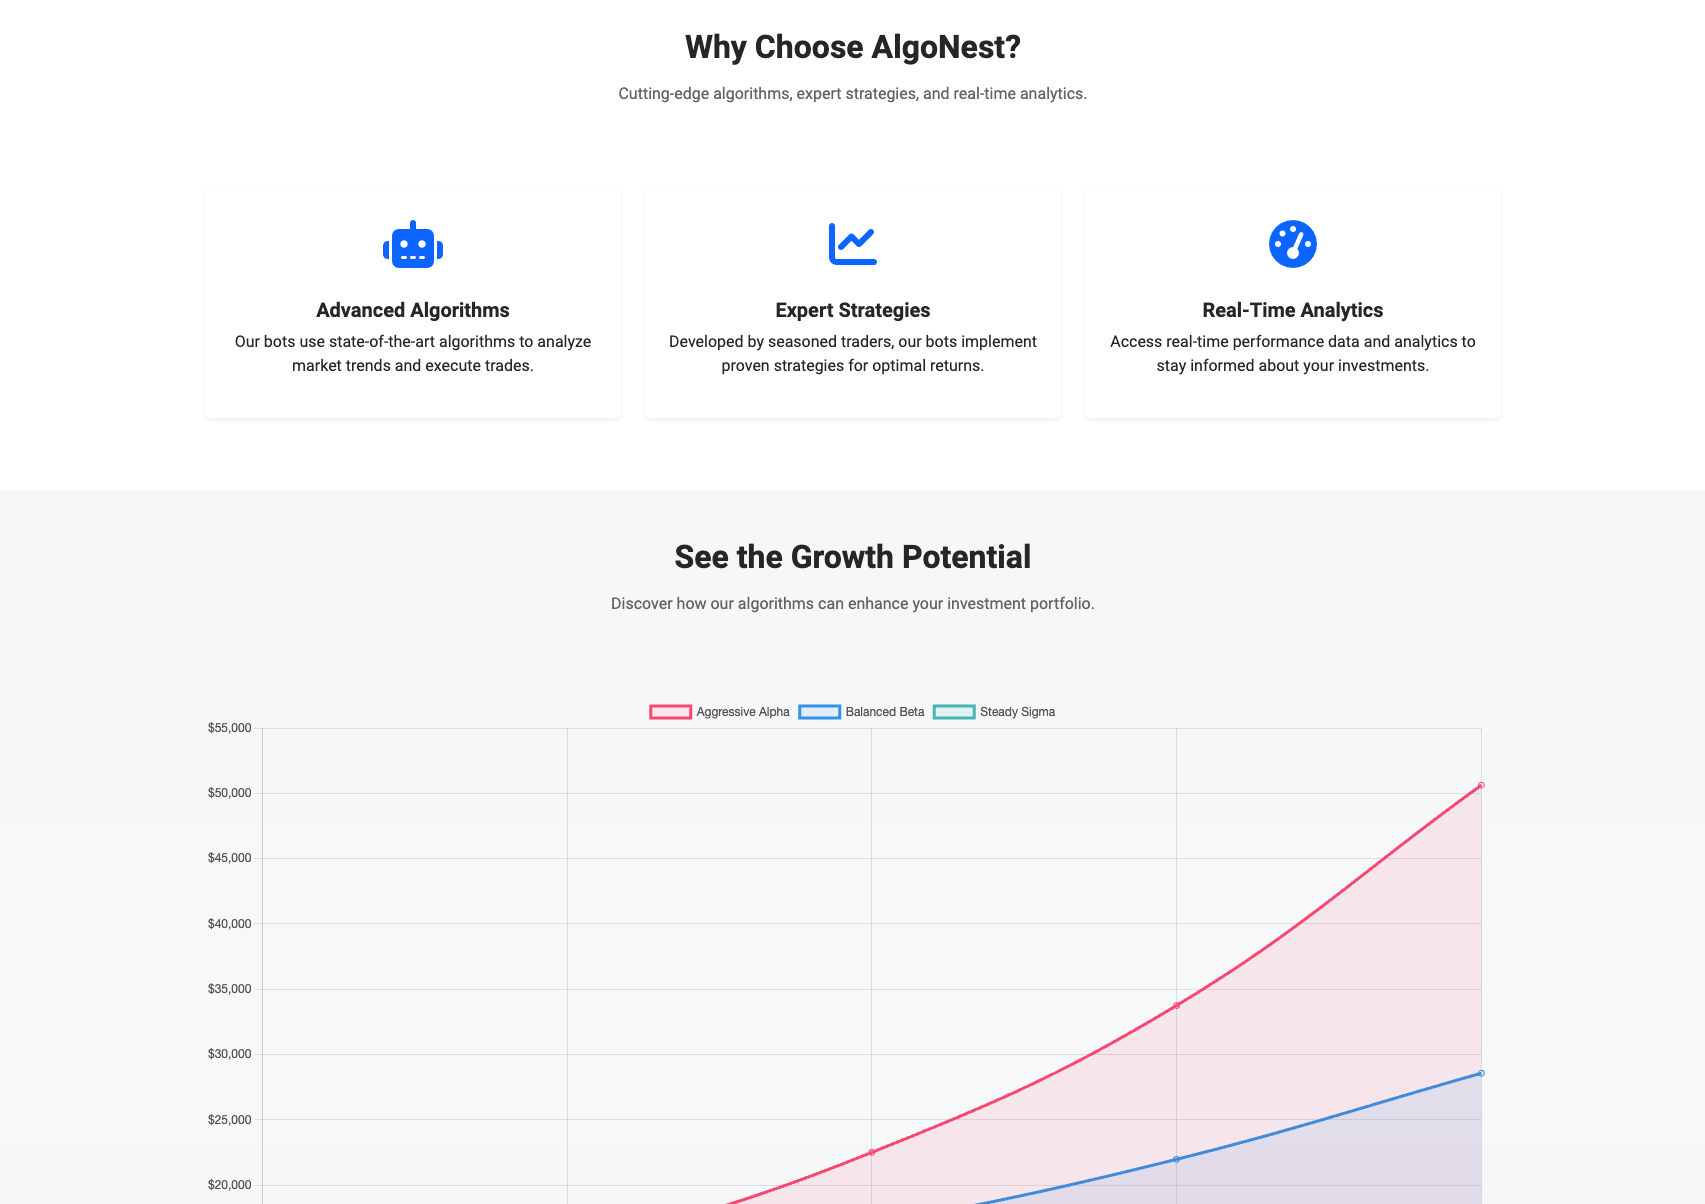 Why Choose AlgoNest?
Cutting-edge algorithms, expert strategies, and real-time analytics.
Advanced Algorithms
Our bots use state-of-the-art algorithms to analyze
market trends and execute trades.
Expert Strategies
Developed by seasoned traders, our bots implement
proven strategies for optimal returns.
Real-Time Analytics
Access real-time performance data and analytics to
stay informed about your investments.
See the Growth Potential
Discover how our algorithms can enhance your investment portfolio.
Aggressive Alpha
Balanced Beta
Steady Sigma
$55,000
$50,000
$45,000
$40,000
$35,000
$30,000
$25,000
$20,000